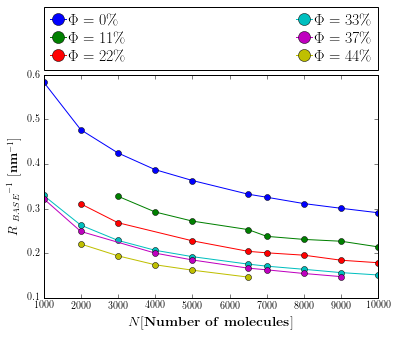 Φ = 0% Φ = 33%
Φ = 11% Φ = 37%
Φ = 22% Φ = 44%
0.6
0.5
0.4
0.3
0.2
0.1
R BASE⁻¹ [nm⁻¹]
1000 2000 3000 4000 5000 6000 7000 8000 9000 10000
N[Number of molecules]